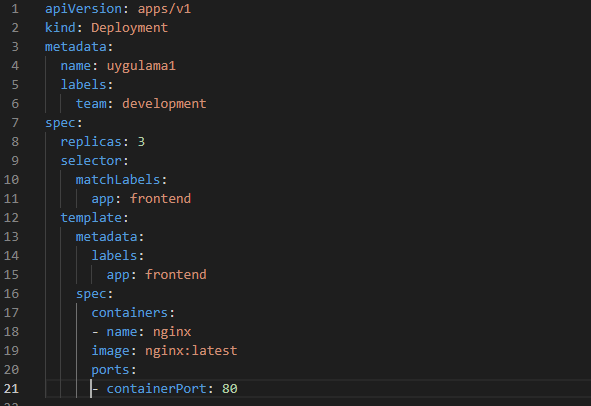 1 apiVersion: apps/v1
2 kind: Deployment
3 metadata:
4   name: uygulama1
5   labels:
6     team: development
7 spec:
8   replicas: 3
9   selector:
10     matchLabels:
11       app: frontend
12   template:
13     metadata:
14       labels:
15         app: frontend
16     spec:
17       containers:
18       - name: nginx
19       image: nginx:latest
20       ports:
21       - containerPort: 80